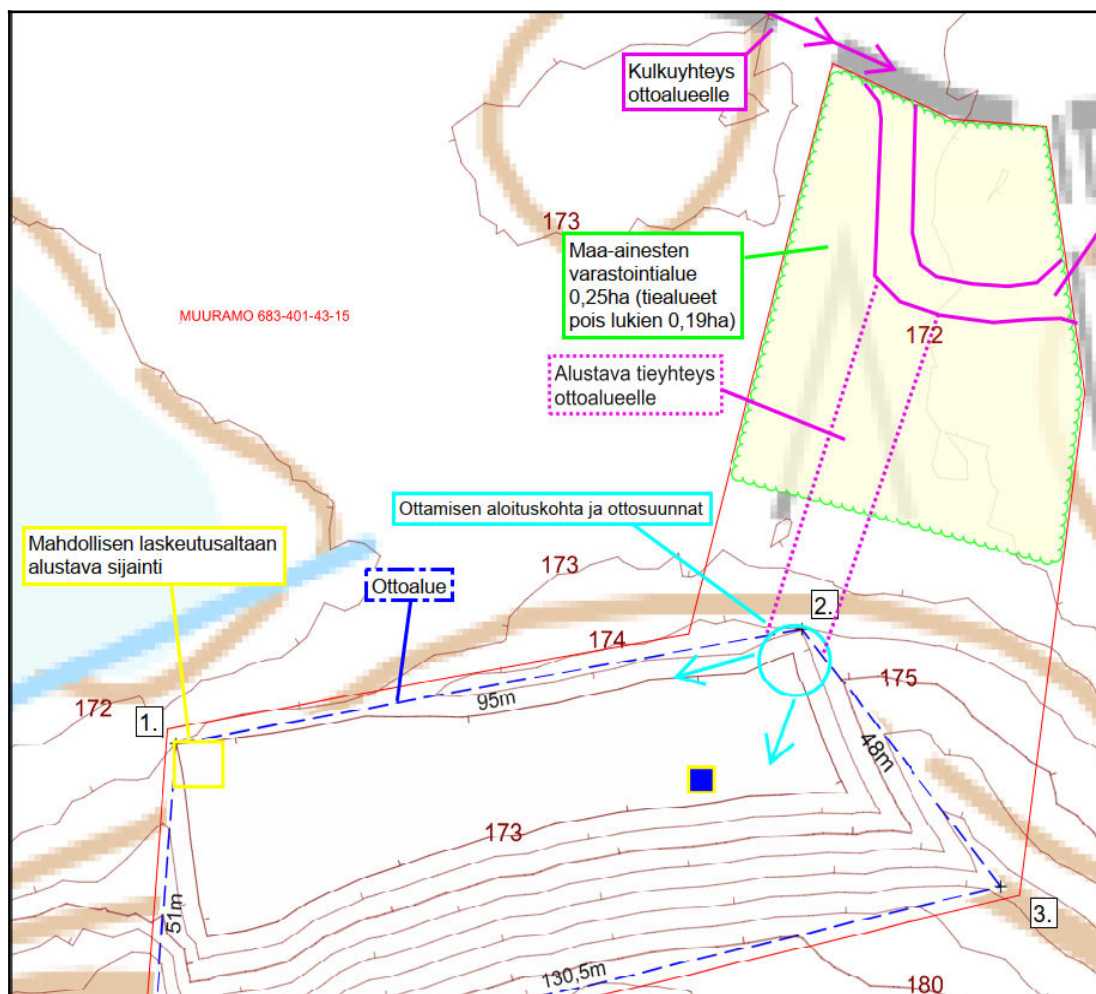 Kulkuyhteys
ottoalueelle
173
Maa-ainesten
varastointialue
0,25ha (tiealueet
pois lukien 0,19ha)
MUURAMO 683-401-43-15
172
Alustava tieyhteys
ottoalueelle
Ottamisen aloituskohta ja ottosuunnat
Mahdollisen laskeutusaltaan
alustava sijainti
173
Ottoalue
2.
174
175
172
1.
95m
48m
173
51m
3.
130,5m
180